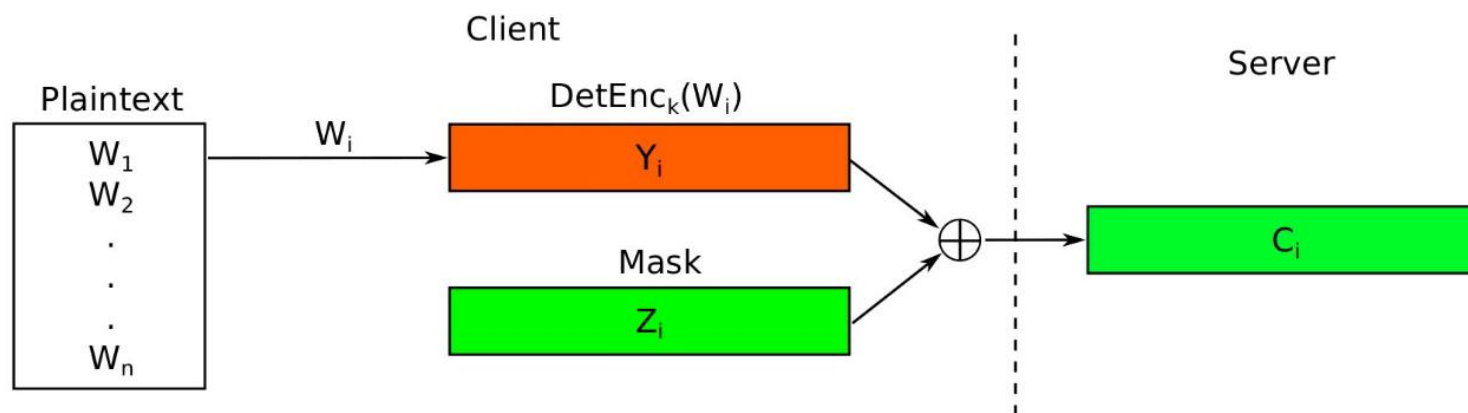 Client
Server
Plaintext
W₁
W₂
.
.
.
Wₙ
Wᵢ
DetEncₖ(Wᵢ)
Yᵢ
Mask
Zᵢ
Cᵢ